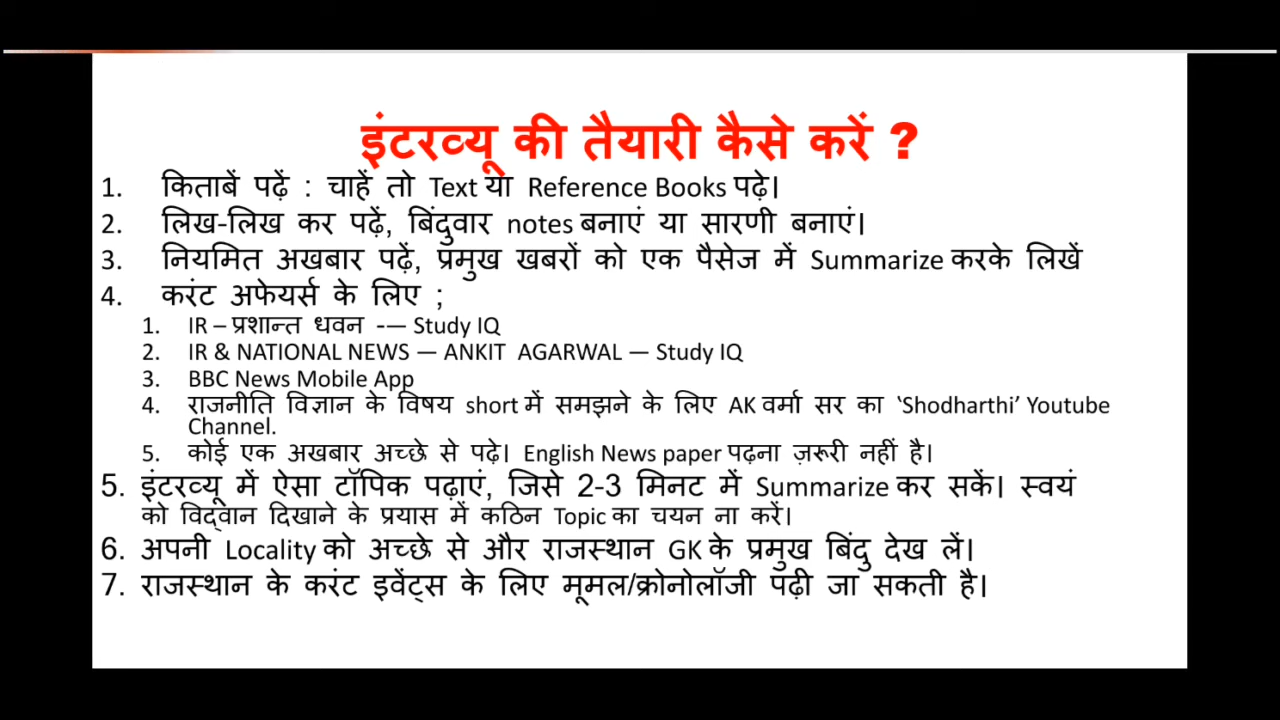 इंटरव्यू की तैयारी कैसे करें ?
1. किताबें पढ़ें : चाहें तो Text या Reference Books पढ़े।
2. लिख-लिख कर पढ़ें, बिंदुवार notes बनाएं या सारणी बनाएं।
3. नियमित अखबार पढ़ें, प्रमुख खबरों को एक पैसेज में Summarize करके लिखें
4. करंट अफेयर्स के लिए ;
1. IR – प्रशान्त धवन -— Study IQ
2. IR & NATIONAL NEWS — ANKIT AGARWAL — Study IQ
3. BBC News Mobile App
4. राजनीति विज्ञान के विषय short में समझने के लिए AK वर्मा सर का ‘Shodharthi’ Youtube
Channel.
5. कोई एक अखबार अच्छे से पढ़े। English News paper पढ़ना ज़रूरी नहीं है।
5. इंटरव्यू में ऐसा टॉपिक पढ़ाएं, जिसे 2-3 मिनट में Summarize कर सकें। स्वयं
को विद्वान दिखाने के प्रयास में कठिन Topic का चयन ना करें।
6. अपनी Locality को अच्छे से और राजस्थान GK के प्रमुख बिंदु देख लें।
7. राजस्थान के करंट इवेंट्स के लिए मूमल/क्रोनोलॉजी पढ़ी जा सकती है।